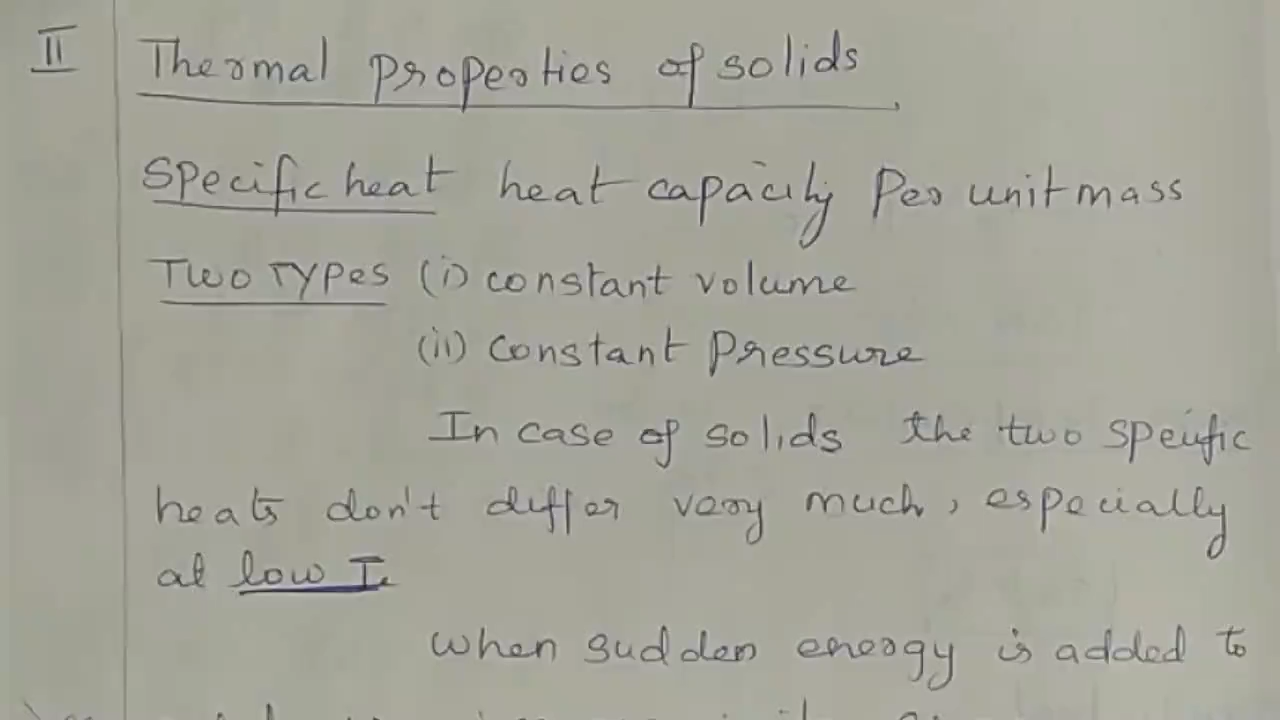 II Thermal properties of solids
Specific heat heat capacity Per unit mass
TWO TYPES (i) constant volume
(ii) constant Pressure
In case of solids the two specific
heats don't differ very much, especially
at low T.
when sudden energy is added to